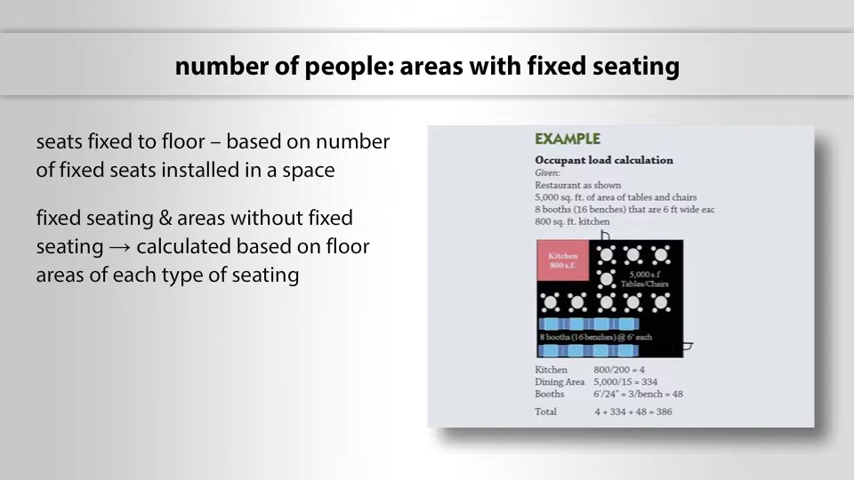 number of people: areas with fixed seating
seats fixed to floor – based on number
of fixed seats installed in a space
fixed seating & areas without fixed
seating → calculated based on floor
areas of each type of seating
EXAMPLE
Occupant load calculation
Given:
Restaurant as shown
5,000 sq. ft. of area of tables and chairs
8 booths (16 benches) that are 6 ft wide eac
800 sq. ft. kitchen
Kitchen
800 s.f.
5,000 s.f
Tables/Chairs
8 booths (16 benches) @ 6' each
Kitchen 800/200 = 4
Dining Area 5,000/15 = 334
Booths 6'/24" = 3/bench = 48
Total 4 + 334 + 48 = 386